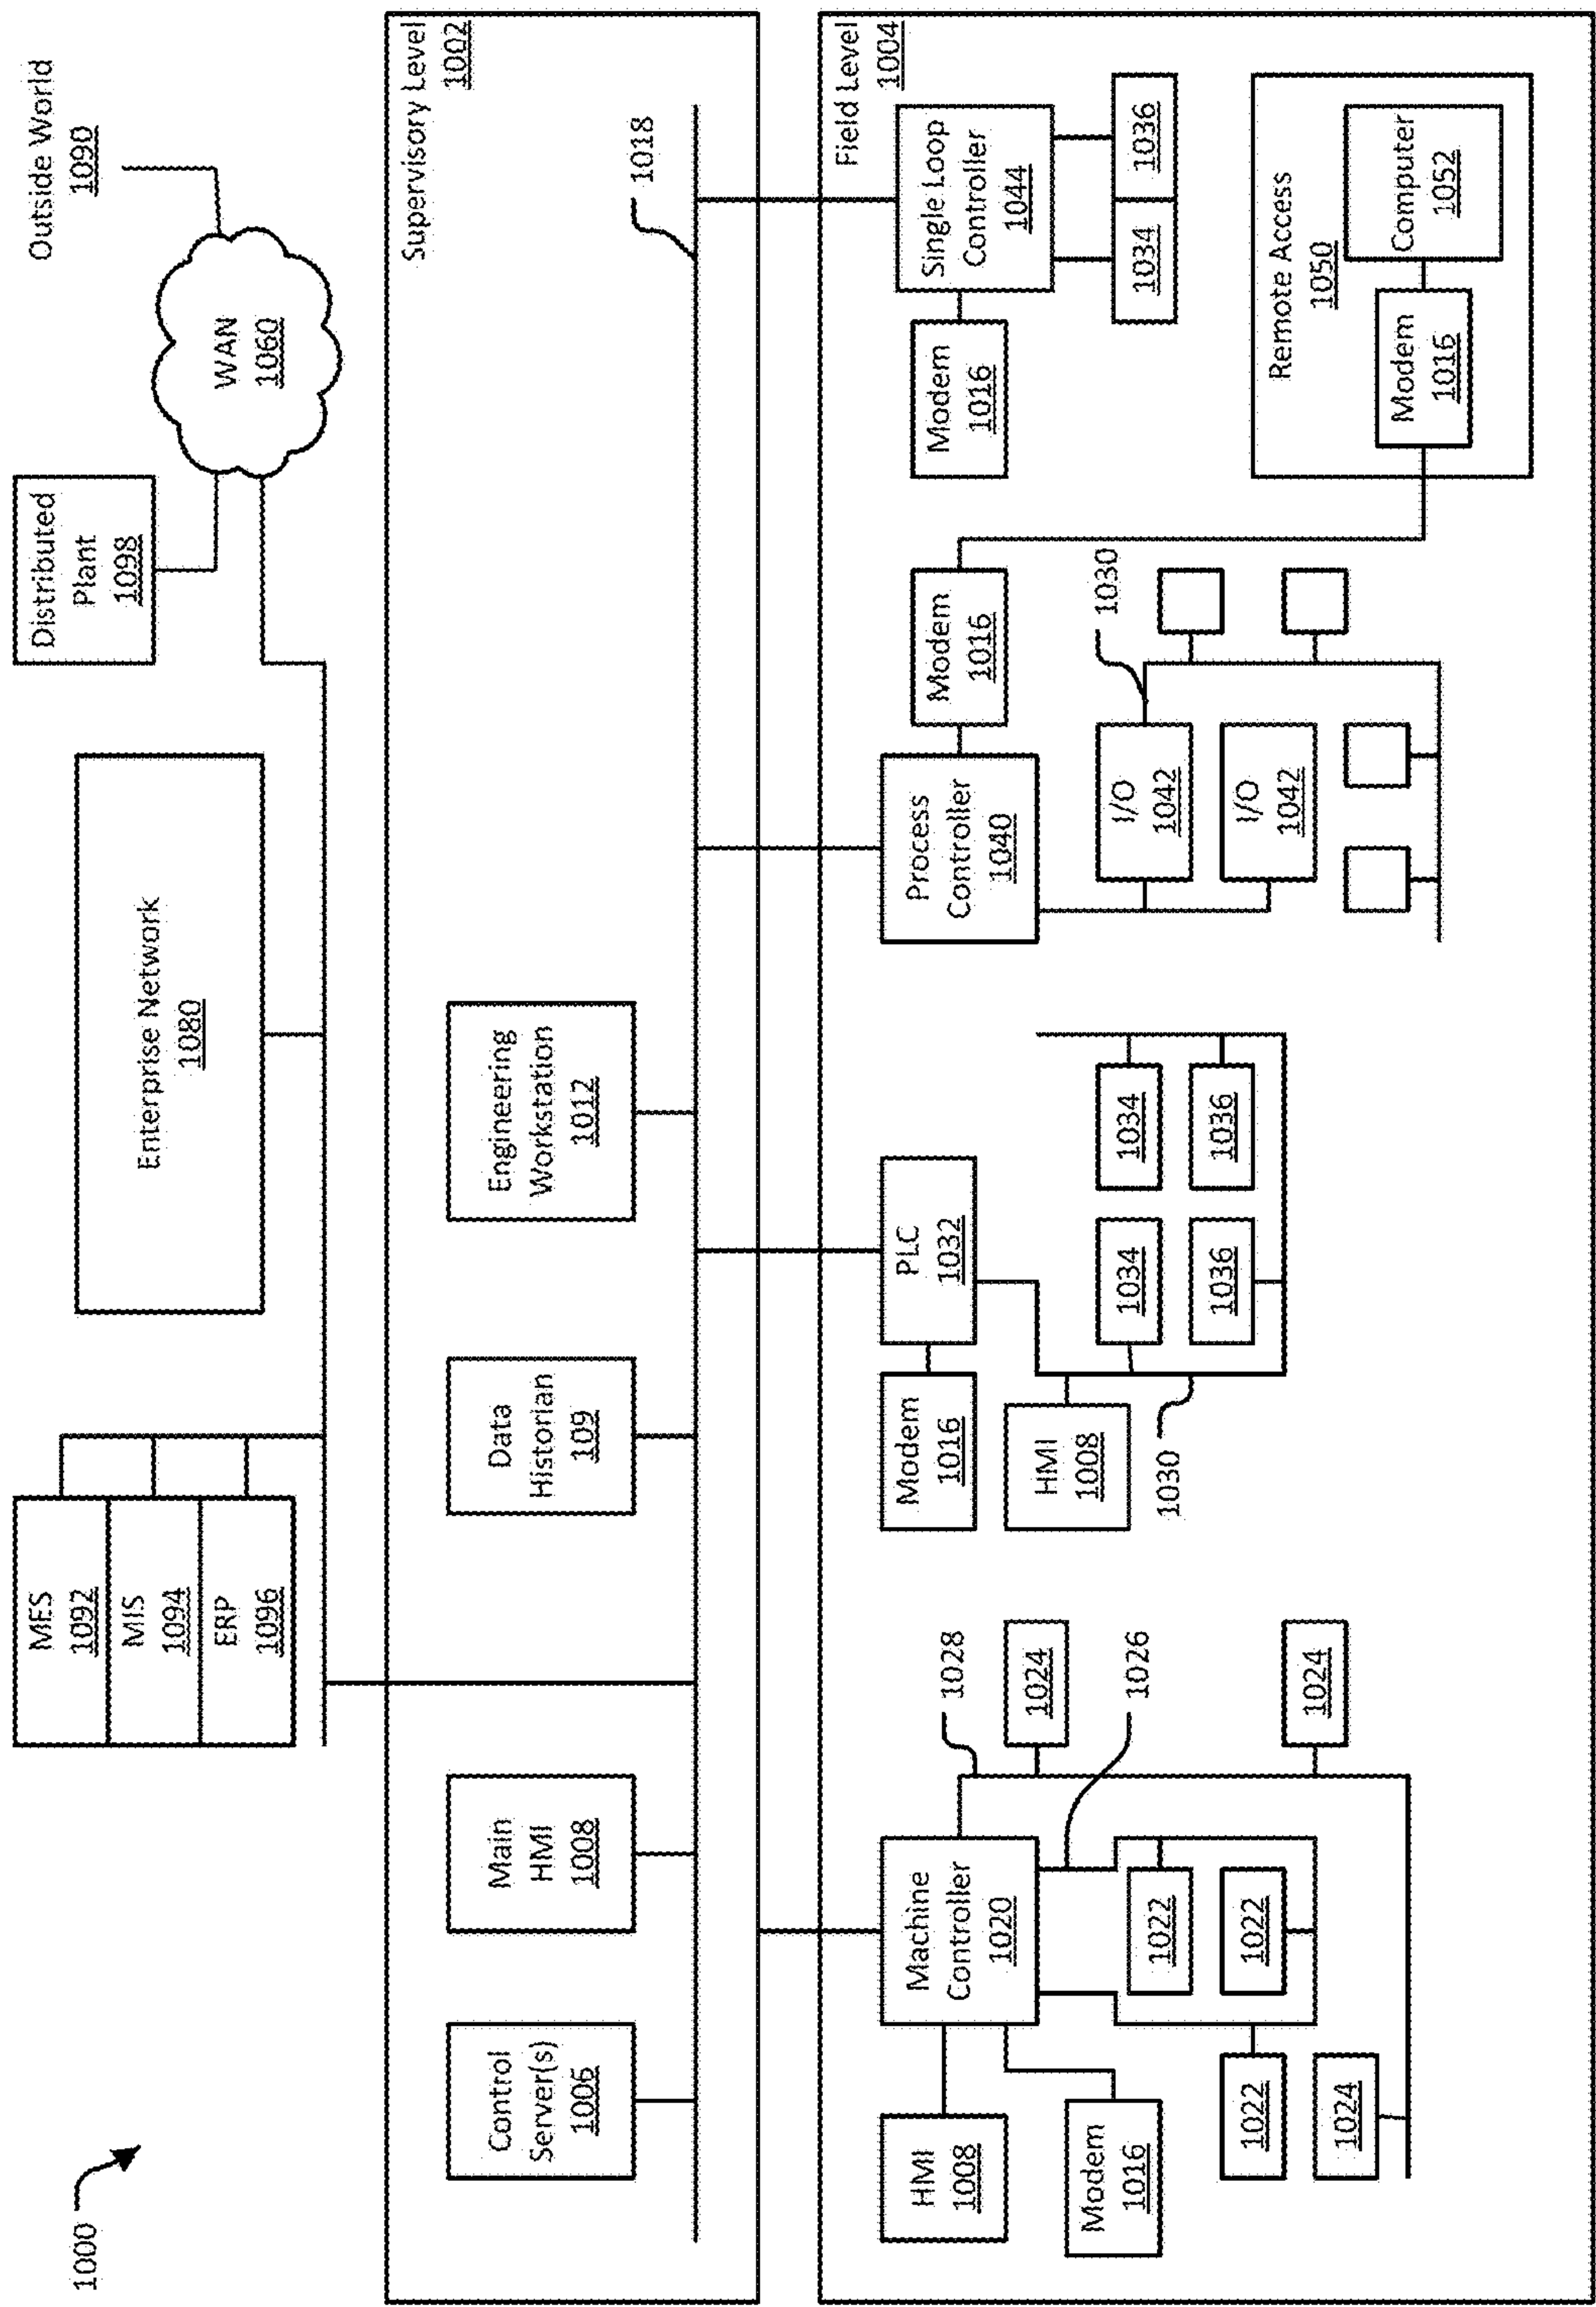 1000
MES
1092
MIS
1094
ERP
1096
Enterprise Network
1080
Distributed
Plant
1098
WAN
1060
Outside World
1090
Supervisory Level
1002
Control
Server(s)
1006
Main
HMI
1008
Data
Historian
109
Engineering
Workstation
1012
1018
Field Level
1004
HMI
1008
Modem
1016
Machine
Controller
1020
1022
1022
1022
1024
1028
1024
1026
1024
Modem
1016
PLC
1032
HMI
1008
1030
1034
1034
1036
1036
Process
Controller
1040
Modem
1016
I/O
1042
I/O
1042
1030
Modem
1016
Single Loop
Controller
1044
1034
1036
Remote Access
1050
Modem
1016
Computer
1052